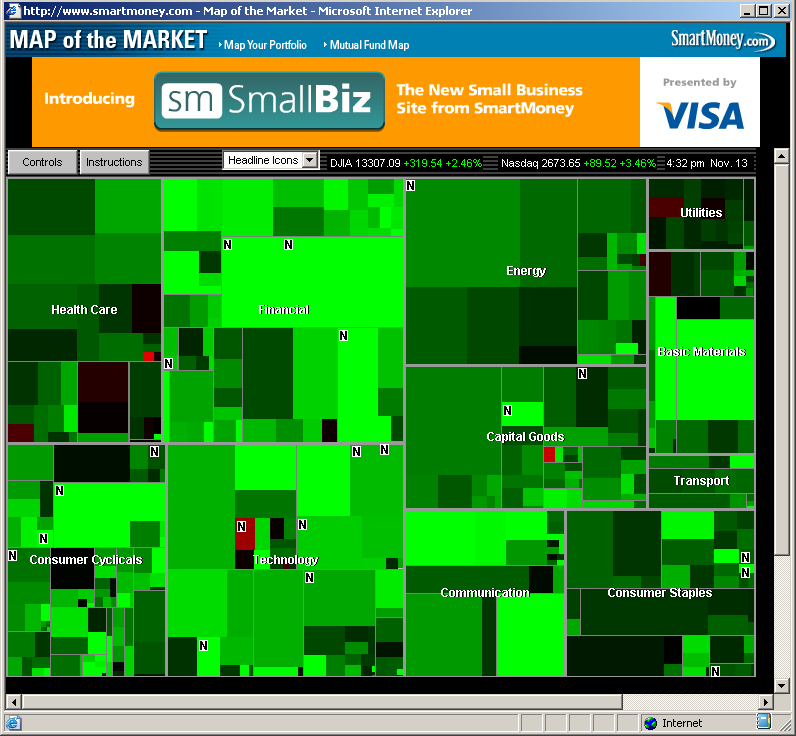 http://www.smartmoney.com - Map of the Market - Microsoft Internet Explorer
MAP of the MARKET
Map Your Portfolio
Mutual Fund Map
SmartMoney.com
Introducing
sm SmallBiz
The New Small Business
Site from SmartMoney
Presented by
VISA
Controls
Instructions
Headline Icons
DJIA 13307.09 +319.54 +2.46%
Nasdaq 2673.65 +89.52 +3.46%
4:32 pm Nov. 13
N
N
N
Utilities
Energy
Health Care
Financial
N
Basic Materials
N
N
N
Capital Goods
N
N
N
Transport
N
N
N
N
N
Consumer Cyclicals
Technology
N
N
N
Communication
Consumer Staples
N
N
Internet